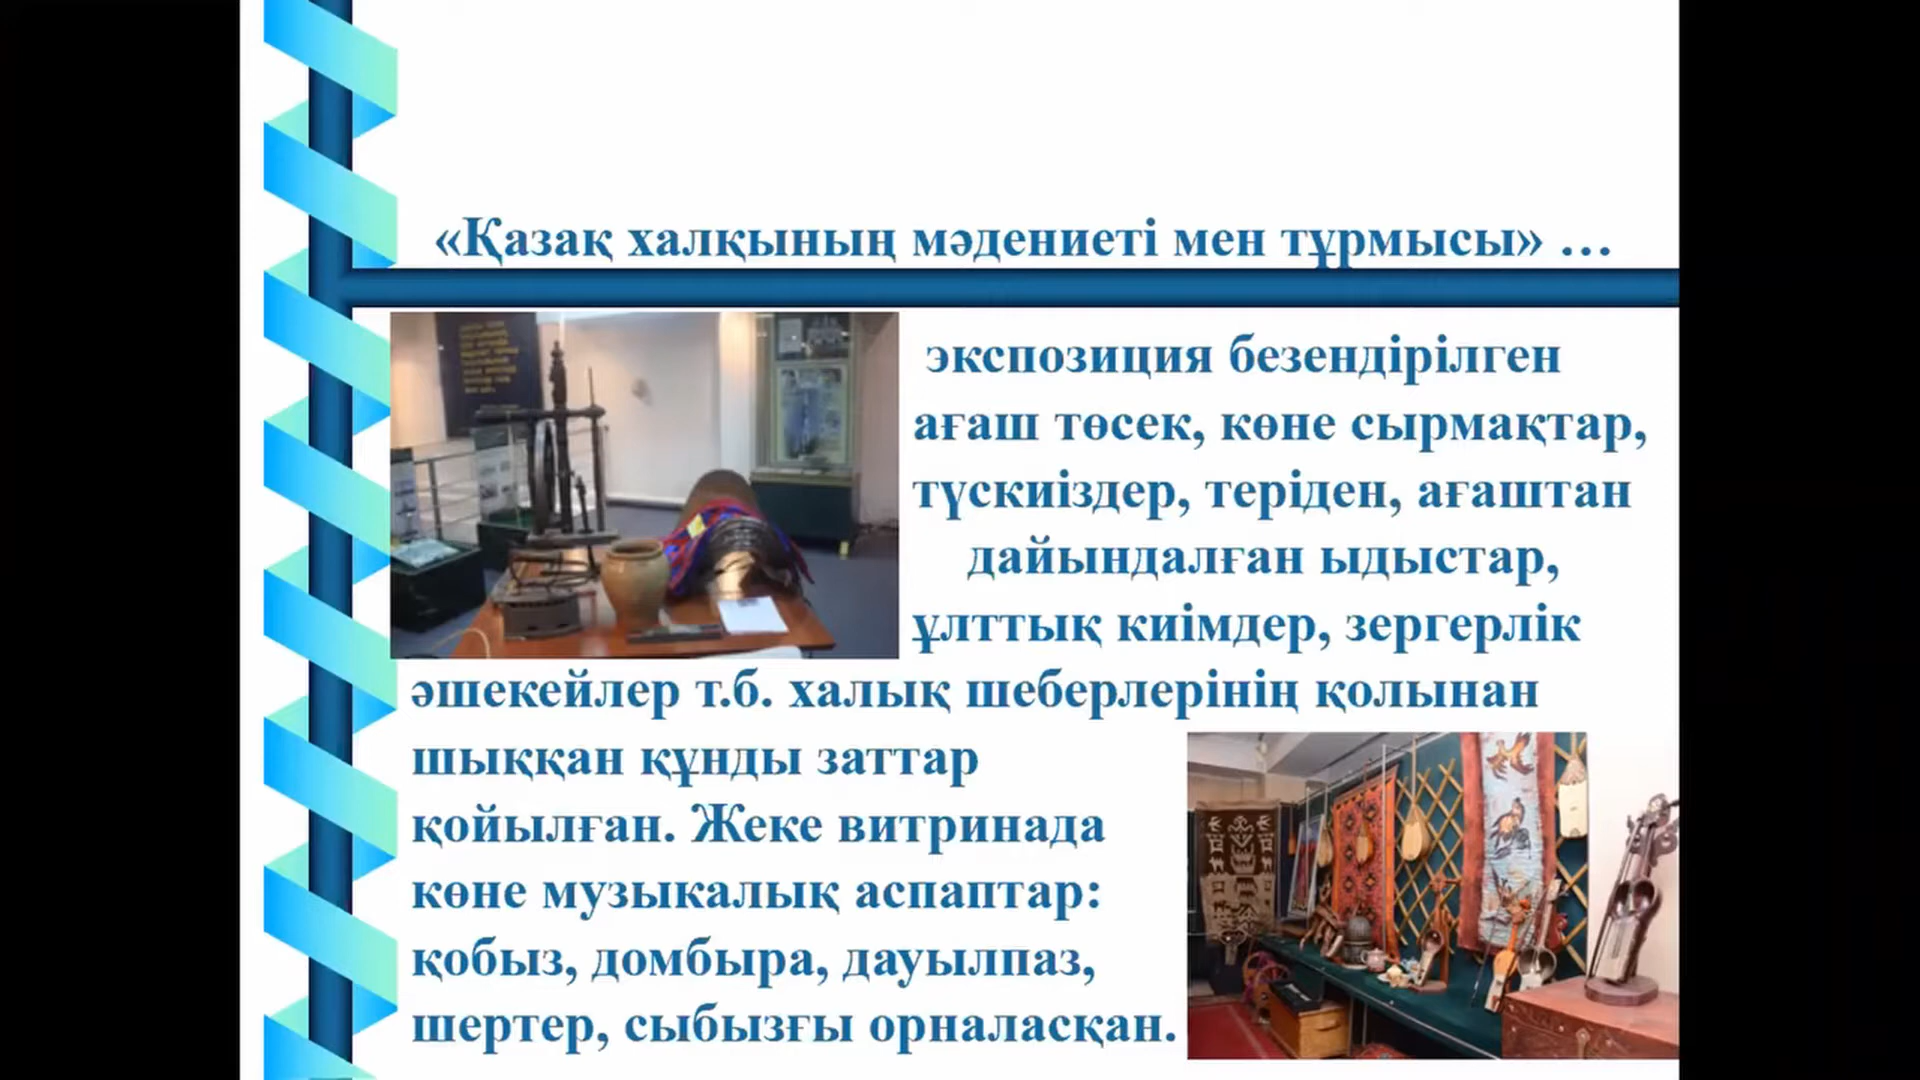 «Қазақ халқының мәдениеті мен тұрмысы» …
экспозиция безендірілген
ағаш төсек, көне сырмақтар,
түскиіздер, теріден, ағаштан
дайындалған ыдыстар,
ұлттық киімдер, зергерлік
әшекейлер т.б. халық шеберлерінің қолынан
шыққан құнды заттар
қойылған. Жеке витринада
көне музыкалық аспаптар:
қобыз, домбыра, дауылпаз,
шертер, сыбызғы орналасқан.